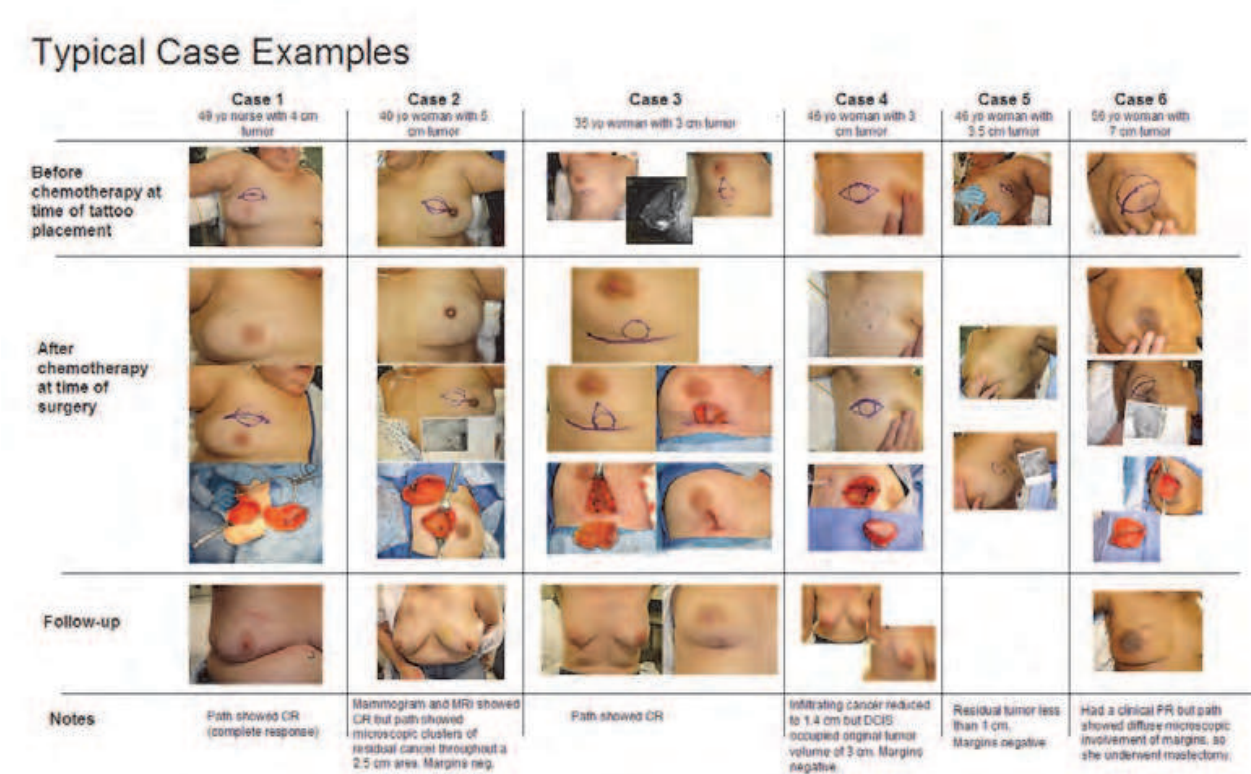 Typical Case Examples
Case 1
49 yo nurse with 4 cm
tumor
Case 2
40 yo woman with 5
cm tumor
Case 3
35 yo woman with 3 cm tumor
Case 4
46 yo woman with 3
cm tumor
Case 5
46 yo woman with
3.5 cm tumor
Case 6
56 yo woman with
7 cm tumor
Before
chemotherapy at
time of tattoo
placement
After
chemotherapy
at time of
surgery
Follow-up
Notes
Path showed CR
(complete response)
Mammogram and MRI showed
CR but path showed
microscopic clusters of
residual cancer throughout a
2.5 cm area. Margins neg.
Path showed CR
Infiltrating cancer reduced
to 1.4 cm but DCIS
occupied original tumor
volume of 3 cm. Margins
negative.
Residual tumor less
than 1 cm.
Margins negative
Had a clinical PR but path
showed diffuse microscopic
involvement of margins, so
she underwent mastectomy.